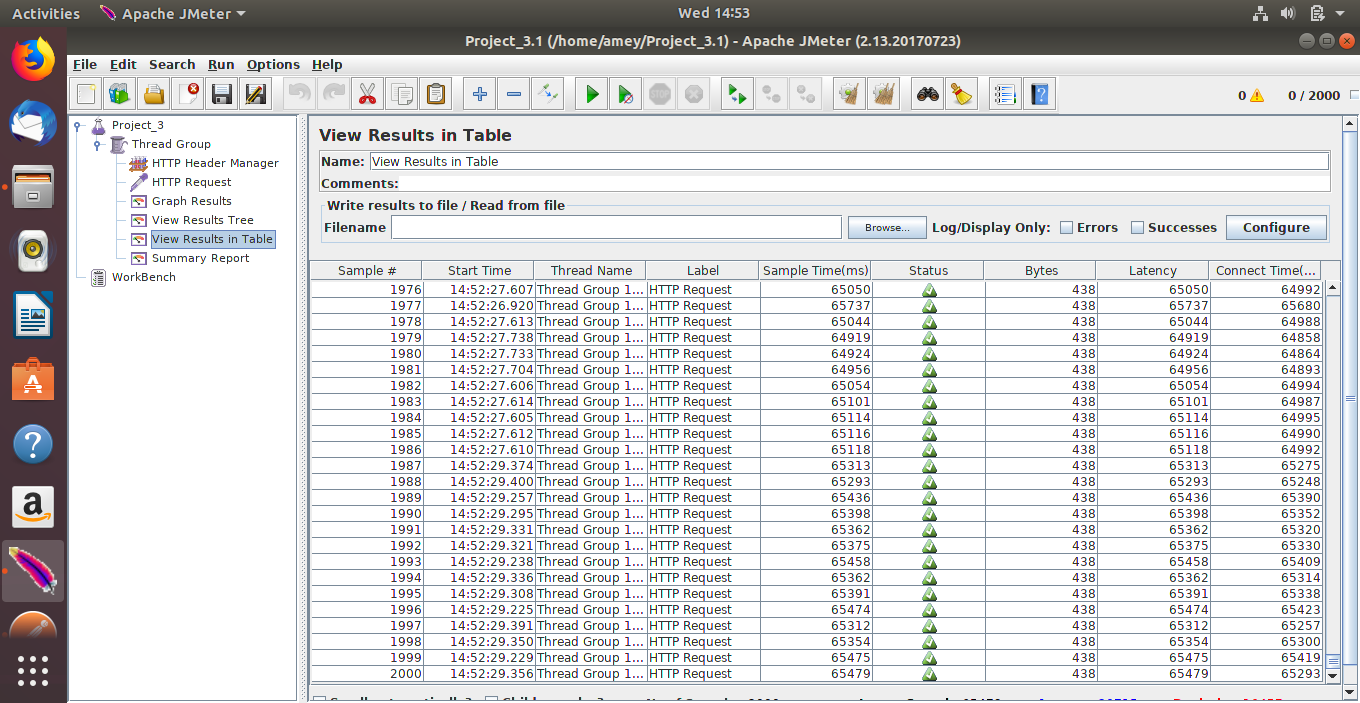 Activities Apache JMeter Wed 14:53
Project_3.1 (/home/amey/Project_3.1) - Apache JMeter (2.13.20170723)
File Edit Search Run Options Help
0 0 / 2000
Project_3
Thread Group
HTTP Header Manager
HTTP Request
Graph Results
View Results Tree
View Results in Table
Summary Report
WorkBench
View Results in Table
Name: View Results in Table
Comments:
Write results to file / Read from file
Filename Browse... Log/Display Only: Errors Successes Configure
Sample # Start Time Thread Name Label Sample Time(ms) Status Bytes Latency Connect Time(...
1976 14:52:27.607 Thread Group 1... HTTP Request 65050 438 65050 64992
1977 14:52:26.920 Thread Group 1... HTTP Request 65737 438 65737 65680
1978 14:52:27.613 Thread Group 1... HTTP Request 65044 438 65044 64988
1979 14:52:27.738 Thread Group 1... HTTP Request 64919 438 64919 64858
1980 14:52:27.733 Thread Group 1... HTTP Request 64924 438 64924 64864
1981 14:52:27.704 Thread Group 1... HTTP Request 64956 438 64956 64893
1982 14:52:27.606 Thread Group 1... HTTP Request 65054 438 65054 64994
1983 14:52:27.614 Thread Group 1... HTTP Request 65101 438 65101 64987
1984 14:52:27.605 Thread Group 1... HTTP Request 65114 438 65114 64995
1985 14:52:27.612 Thread Group 1... HTTP Request 65116 438 65116 64990
1986 14:52:27.610 Thread Group 1... HTTP Request 65118 438 65118 64992
1987 14:52:29.374 Thread Group 1... HTTP Request 65313 438 65313 65275
1988 14:52:29.400 Thread Group 1... HTTP Request 65293 438 65293 65248
1989 14:52:29.257 Thread Group 1... HTTP Request 65436 438 65436 65390
1990 14:52:29.295 Thread Group 1... HTTP Request 65398 438 65398 65352
1991 14:52:29.331 Thread Group 1... HTTP Request 65362 438 65362 65320
1992 14:52:29.321 Thread Group 1... HTTP Request 65375 438 65375 65330
1993 14:52:29.238 Thread Group 1... HTTP Request 65458 438 65458 65409
1994 14:52:29.336 Thread Group 1... HTTP Request 65362 438 65362 65314
1995 14:52:29.308 Thread Group 1... HTTP Request 65391 438 65391 65338
1996 14:52:29.225 Thread Group 1... HTTP Request 65474 438 65474 65423
1997 14:52:29.391 Thread Group 1... HTTP Request 65312 438 65312 65257
1998 14:52:29.350 Thread Group 1... HTTP Request 65354 438 65354 65300
1999 14:52:29.229 Thread Group 1... HTTP Request 65475 438 65475 65419
2000 14:52:29.356 Thread Group 1... HTTP Request 65479 438 65479 65293